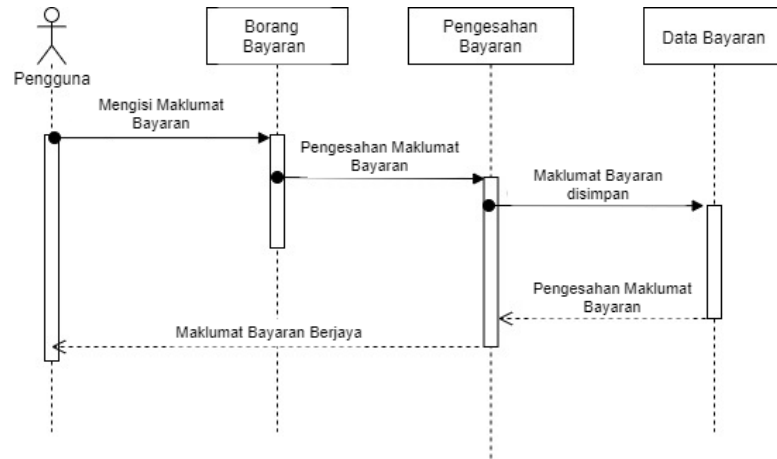 Pengguna
Borang
Bayaran
Pengesahan
Bayaran
Data Bayaran
Mengisi Maklumat
Bayaran
Pengesahan Maklumat
Bayaran
Maklumat Bayaran
disimpan
Pengesahan Maklumat
Bayaran
Maklumat Bayaran Berjaya